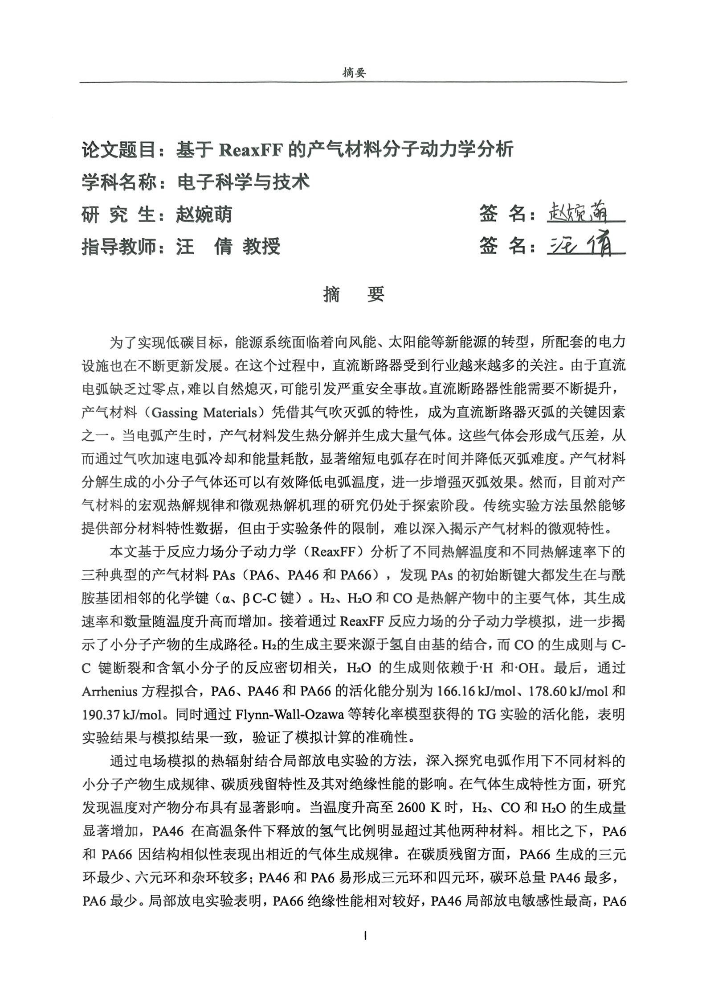 摘要
论文题目：基于 ReaxFF 的产气材料分子动力学分析
学科名称：电子科学与技术
研 究 生：赵婉萌 签 名：赵婉萌
指导教师：汪 倩 教授 签 名：汪倩
摘 要
为了实现低碳目标，能源系统面临着向风能、太阳能等新能源的转型，所配套的电力
设施也在不断更新发展。在这个过程中，直流断路器受到行业越来越多的关注。由于直流
电弧缺乏过零点，难以自然熄灭，可能引发严重安全事故。直流断路器性能需要不断提升，
产气材料（Gassing Materials）凭借其气吹灭弧的特性，成为直流断路器灭弧的关键因素
之一。当电弧产生时，产气材料发生热分解并生成大量气体。这些气体会形成气压差，从
而通过气吹加速电弧冷却和能量耗散，显著缩短电弧存在时间并降低灭弧难度。产气材料
分解生成的小分子气体还可以有效降低电弧温度，进一步增强灭弧效果。然而，目前对产
气材料的宏观热解规律和微观热解机理的研究仍处于探索阶段。传统实验方法虽然能够
提供部分材料特性数据，但由于实验条件的限制，难以深入揭示产气材料的微观特性。
本文基于反应力场分子动力学（ReaxFF）分析了不同热解温度和不同热解速率下的
三种典型的产气材料 PAs（PA6、PA46 和 PA66），发现 PAs 的初始断键大都发生在与酰
胺基团相邻的化学键（α、β C-C 键）。H₂、H₂O 和 CO 是热解产物中的主要气体，其生成
速率和数量随温度升高而增加。接着通过 ReaxFF 反应力场的分子动力学模拟，进一步揭
示了小分子产物的生成路径。H₂的生成主要来源于氢自由基的结合，而 CO 的生成则与 C-
C 键断裂和含氧小分子的反应密切相关，H₂O 的生成则依赖于·H 和·OH。最后，通过
Arrhenius 方程拟合，PA6、PA46 和 PA66 的活化能分别为 166.16 kJ/mol、178.60 kJ/mol 和
190.37 kJ/mol。同时通过 Flynn-Wall-Ozawa 等转化率模型获得的 TG 实验的活化能，表明
实验结果与模拟结果一致，验证了模拟计算的准确性。
通过电场模拟的热辐射结合局部放电实验的方法，深入探究电弧作用下不同材料的
小分子产物生成规律、碳质残留特性及其对绝缘性能的影响。在气体生成特性方面，研究
发现温度对产物分布具有显著影响。当温度升高至 2600 K 时，H₂、CO 和 H₂O 的生成量
显著增加，PA46 在高温条件下释放的氢气比例明显超过其他两种材料。相比之下，PA6
和 PA66 因结构相似性表现出相近的气体生成规律。在碳质残留方面，PA66 生成的三元
环最少、六元环和杂环较多；PA46 和 PA6 易形成三元环和四元环，碳环总量 PA46 最多，
PA6 最少。局部放电实验表明，PA66 绝缘性能相对较好，PA46 局部放电敏感性最高，PA6
I